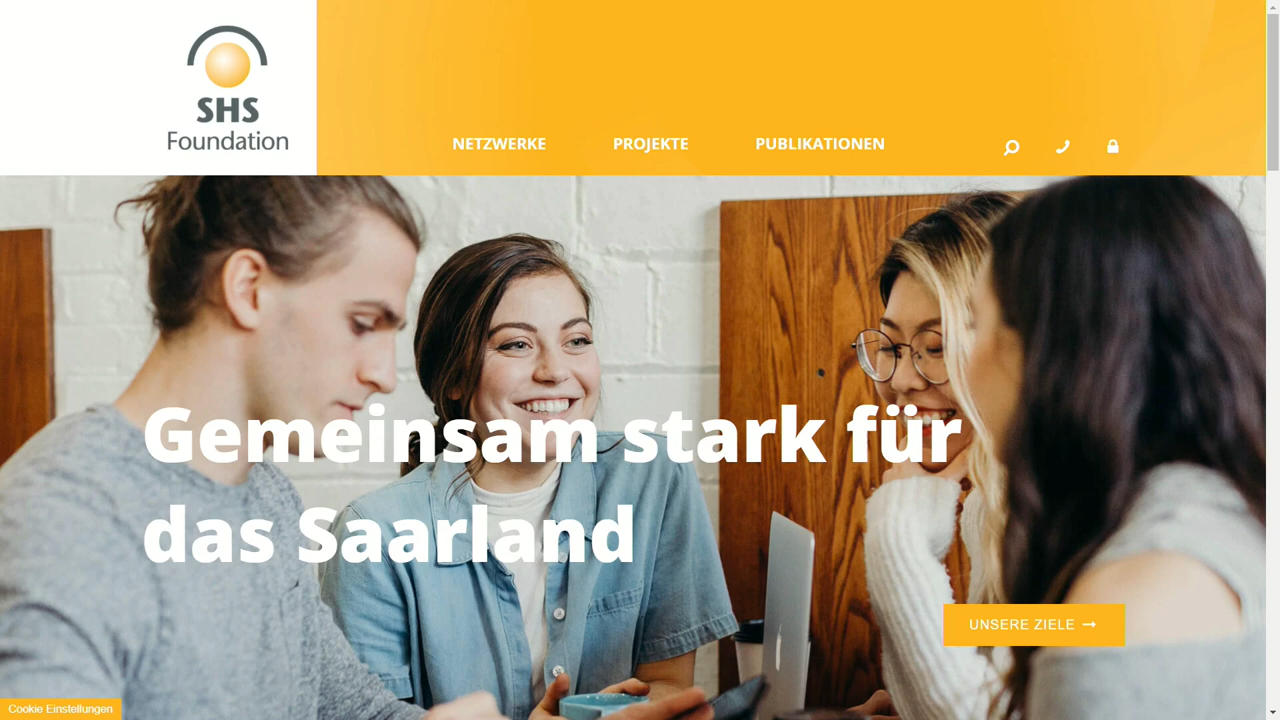 SHS
Foundation
NETZWERKE
PROJEKTE
PUBLIKATIONEN
Gemeinsam stark für
das Saarland
UNSERE ZIELE
Cookie Einstellungen